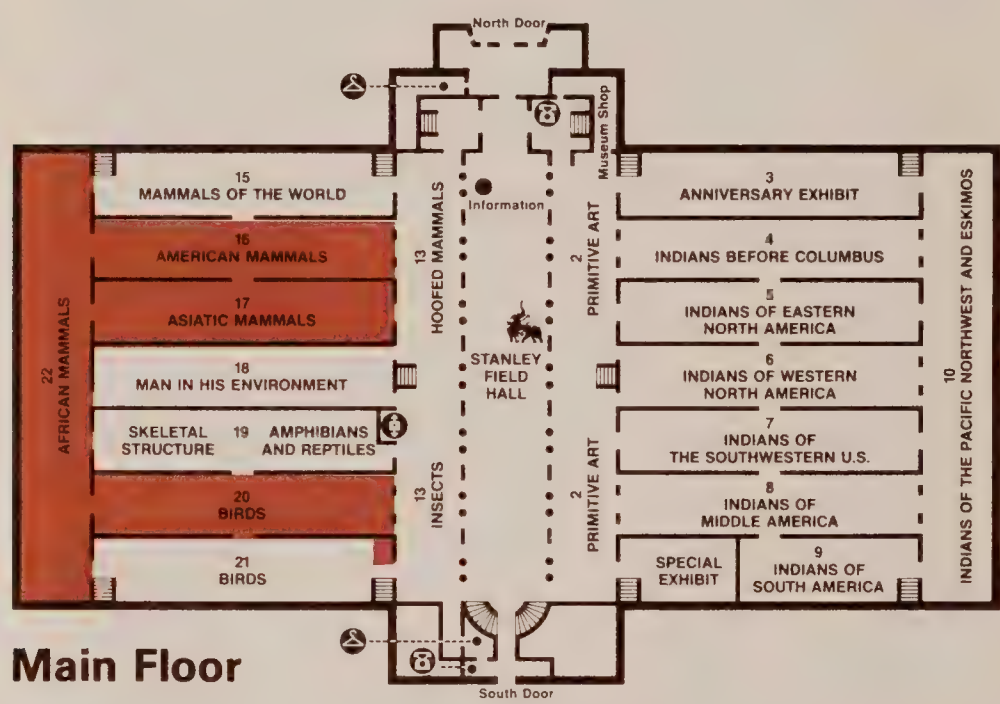 North Door
Museum Shop
15
MAMMALS OF THE WORLD
16
AMERICAN MAMMALS
17
ASIATIC MAMMALS
18
MAN IN HIS ENVIRONMENT
SKELETAL 19 AMPHIBIANS
STRUCTURE AND REPTILES
20
BIRDS
21
BIRDS
22
AFRICAN MAMMALS
13
HOOFED MAMMALS
13
INSECTS
Information
STANLEY
FIELD
HALL
2
PRIMITIVE ART
2
PRIMITIVE ART
3
ANNIVERSARY EXHIBIT
4
INDIANS BEFORE COLUMBUS
5
INDIANS OF EASTERN
NORTH AMERICA
6
INDIANS OF WESTERN
NORTH AMERICA
7
INDIANS OF
THE SOUTHWESTERN U.S.
8
INDIANS OF
MIDDLE AMERICA
SPECIAL
EXHIBIT
9
INDIANS OF
SOUTH AMERICA
10
INDIANS OF THE PACIFIC NORTHWEST AND ESKIMOS
Main Floor
South Door